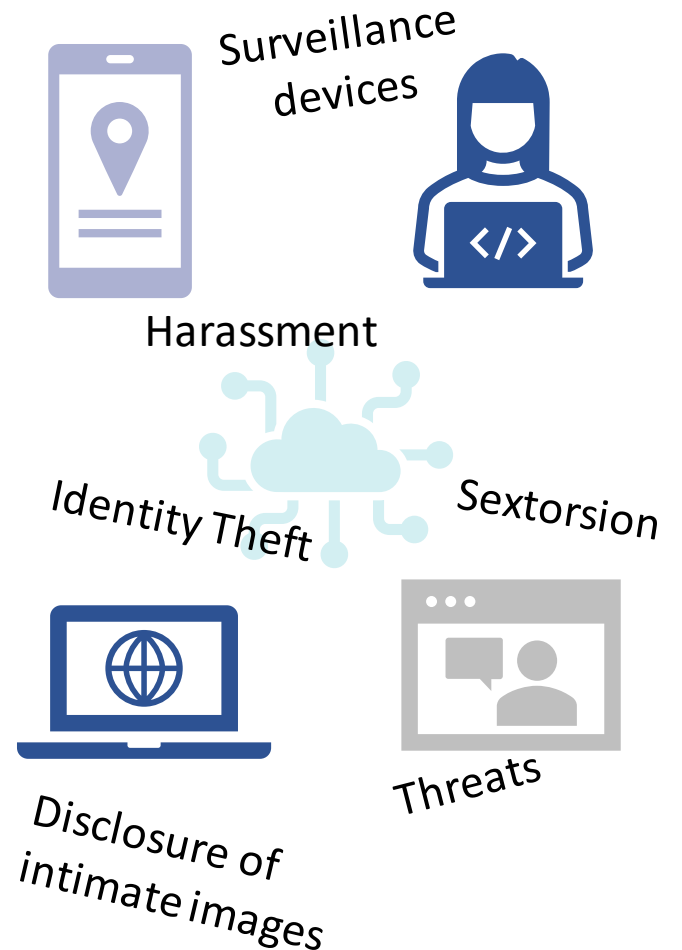 Surveillance
devices
</>
Harassment
Identity Theft
Sextorsion
Threats
Disclosure of
intimate images